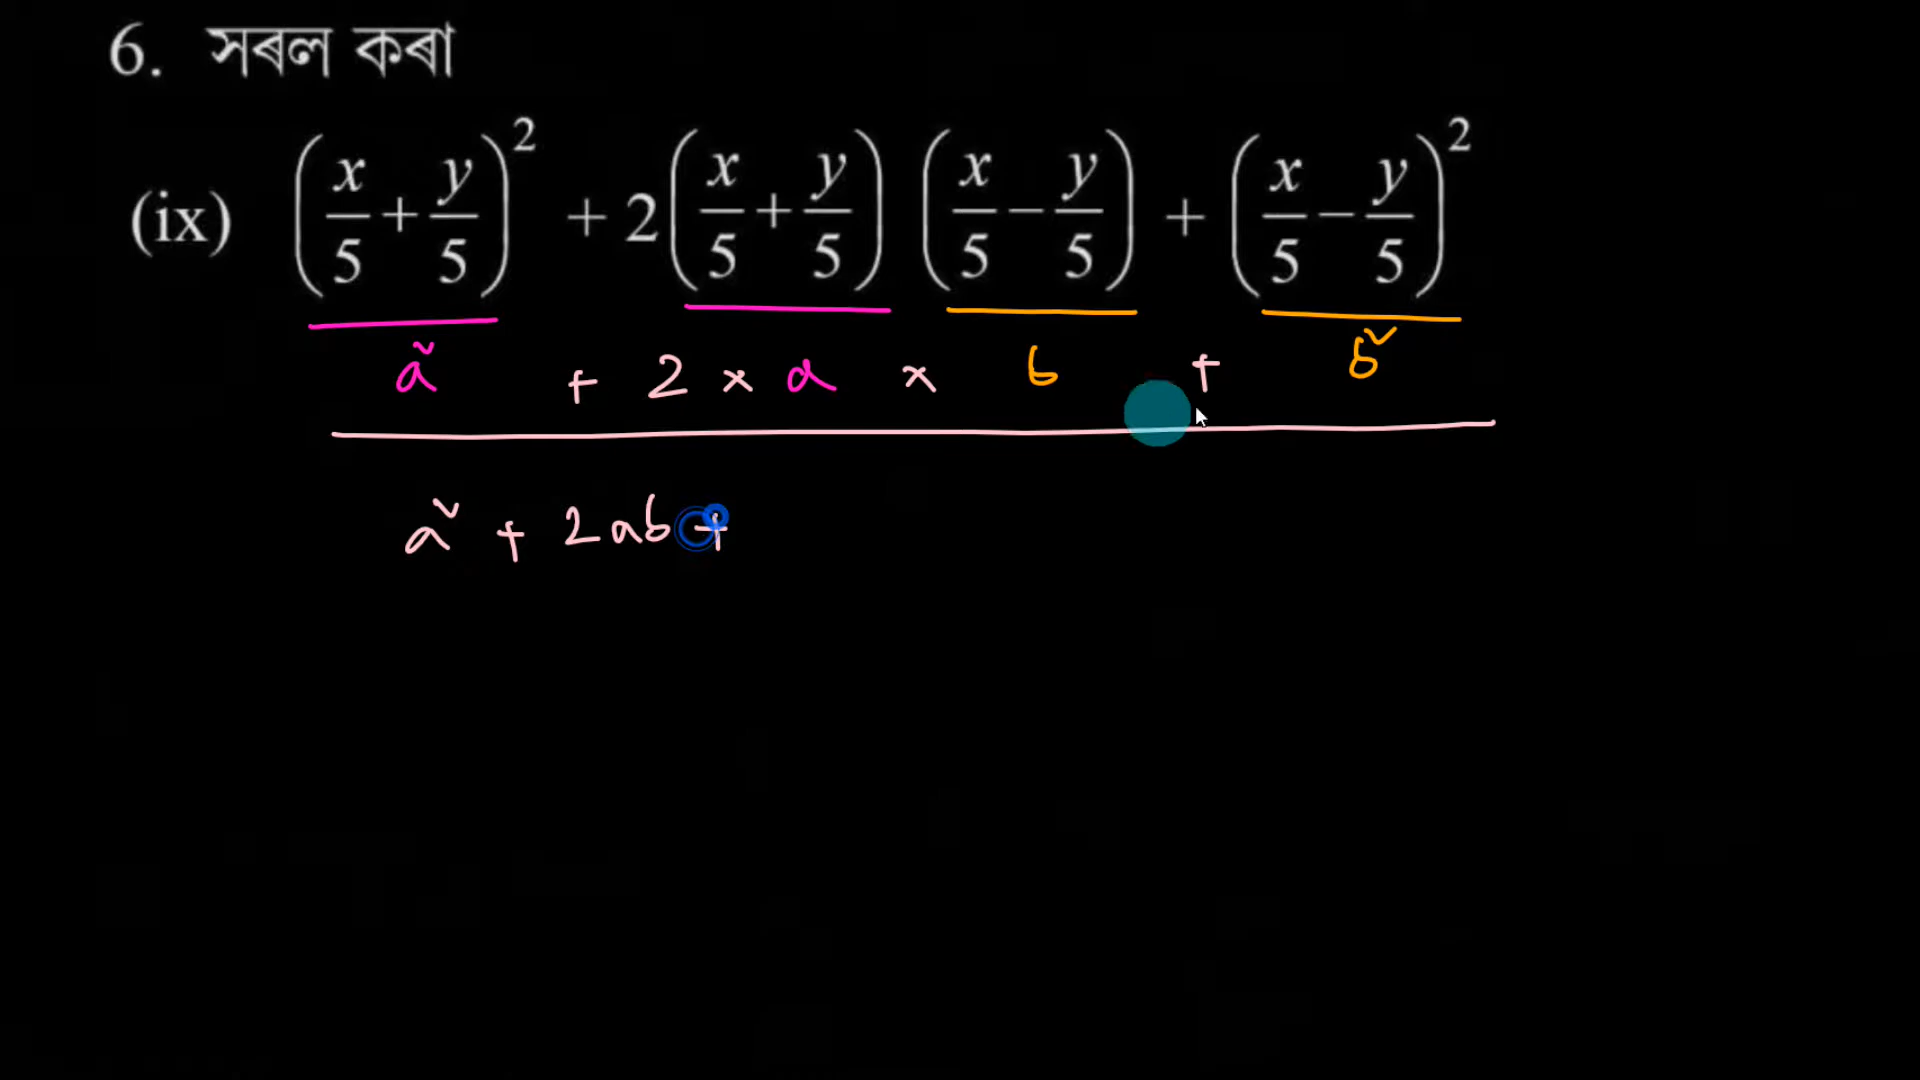 6. সৰল কৰা
(ix) (x/5 + y/5)² + 2(x/5 + y/5) (x/5 − y/5) + (x/5 − y/5)²
a² + 2 × a × b + b²
a² + 2ab +